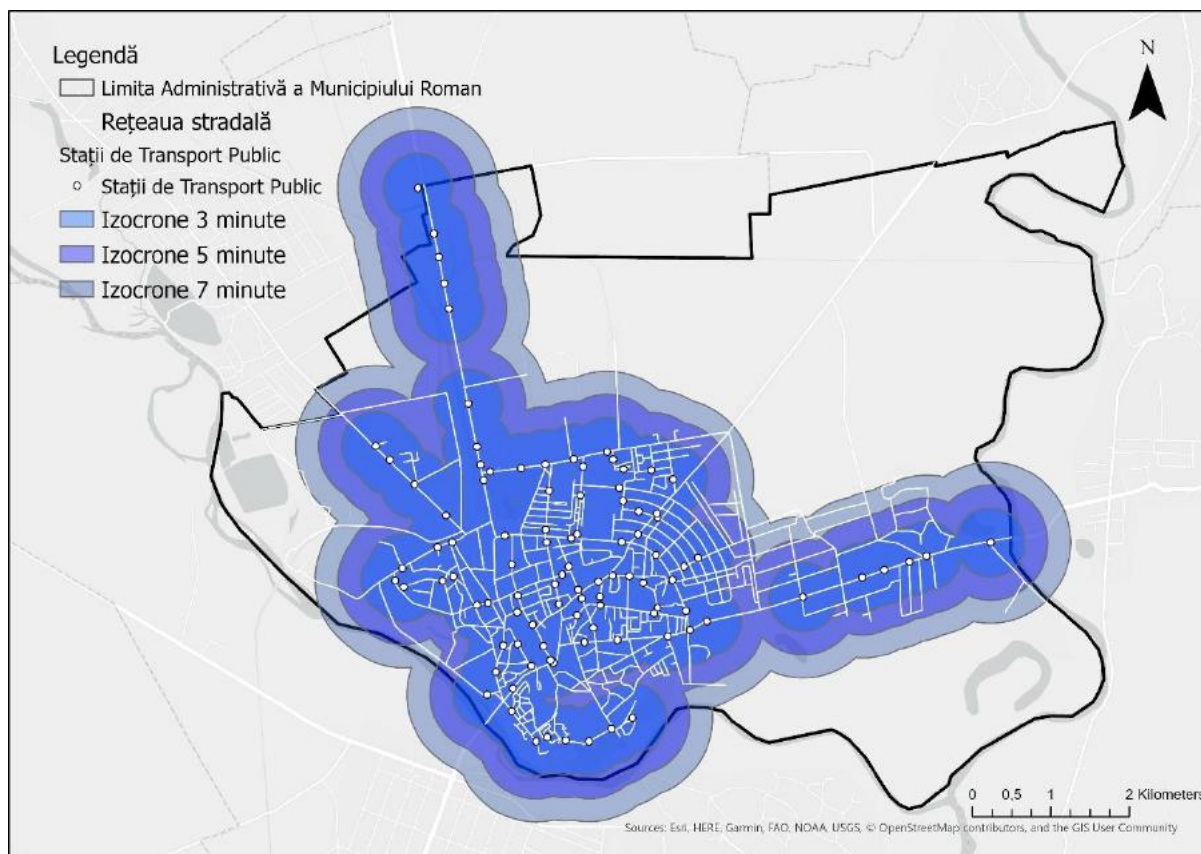 Legendă
Limita Administrativă a Municipiului Roman
Rețeaua stradală
Stații de Transport Public
Stații de Transport Public
Izocrone 3 minute
Izocrone 5 minute
Izocrone 7 minute
N
0 0,5 1 2 Kilometers
Sources: Esri, HERE, Garmin, FAO, NOAA, USGS, © OpenStreetMap contributors, and the GIS User Community